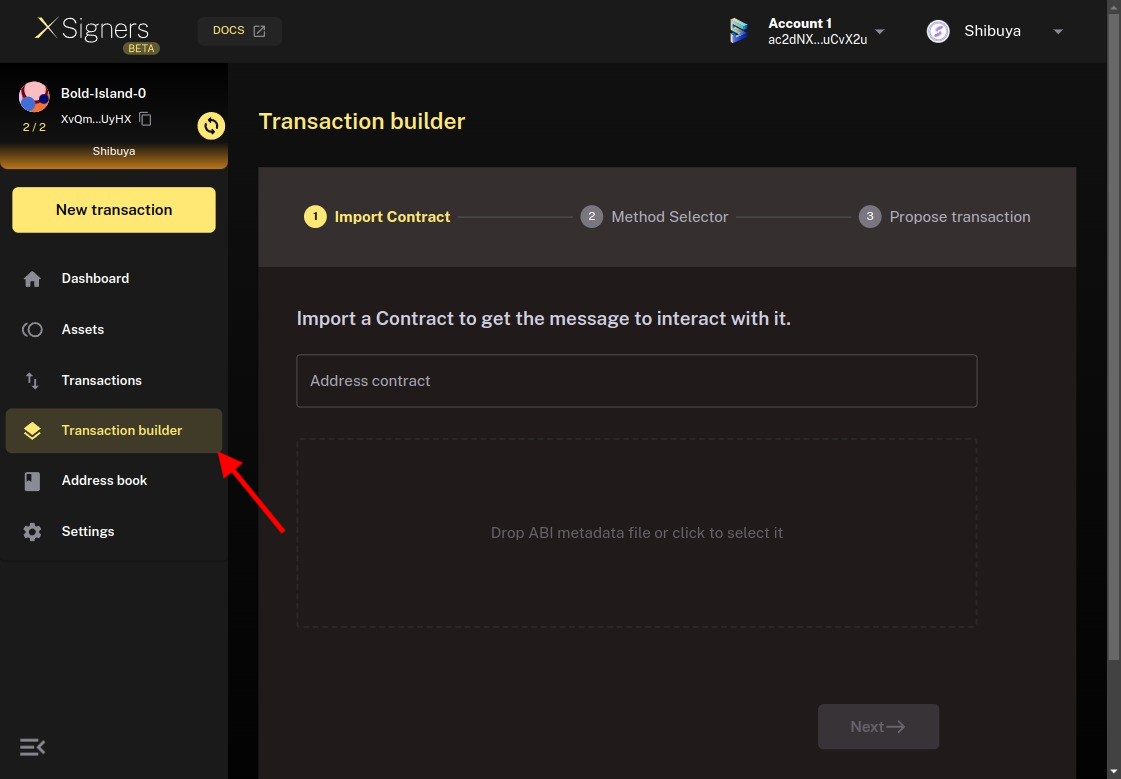 XSigners
BETA
DOCS
Account 1
ac2dNX...uCvX2u
Shibuya
Bold-Island-0
2 / 2
XvQm...UyHX
Shibuya
New transaction
Dashboard
Assets
Transactions
Transaction builder
Address book
Settings
Transaction builder
1 Import Contract
2 Method Selector
3 Propose transaction
Import a Contract to get the message to interact with it.
Address contract
Drop ABI metadata file or click to select it
Next